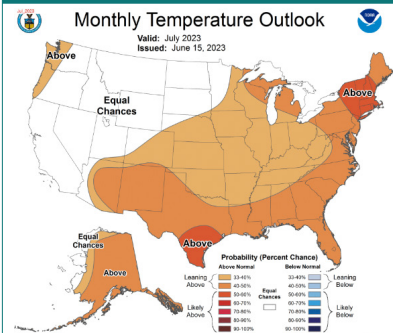 Jul, 2023
Monthly Temperature Outlook
NOAA
Valid: July 2023
Issued: June 15, 2023
Above
Equal
Chances
Above
Above
Equal
Chances
Above
Probability (Percent Chance)
Above Normal
Below Normal
Leaning
Above
33-40%
40-50%
50-60%
Likely
Above
60-70%
70-80%
80-90%
90-100%
Equal
Chances
33-40%
40-50%
50-60%
60-70%
70-80%
80-90%
90-100%
Leaning
Below
Likely
Below